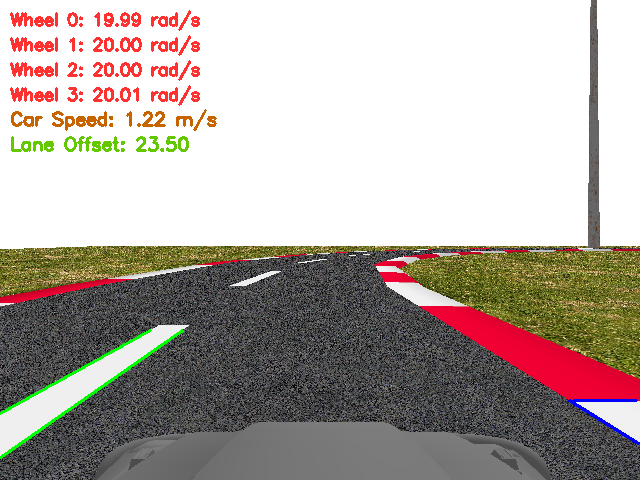 Wheel 0: 19.99 rad/s
Wheel 1: 20.00 rad/s
Wheel 2: 20.00 rad/s
Wheel 3: 20.01 rad/s
Car Speed: 1.22 m/s
Lane Offset: 23.50